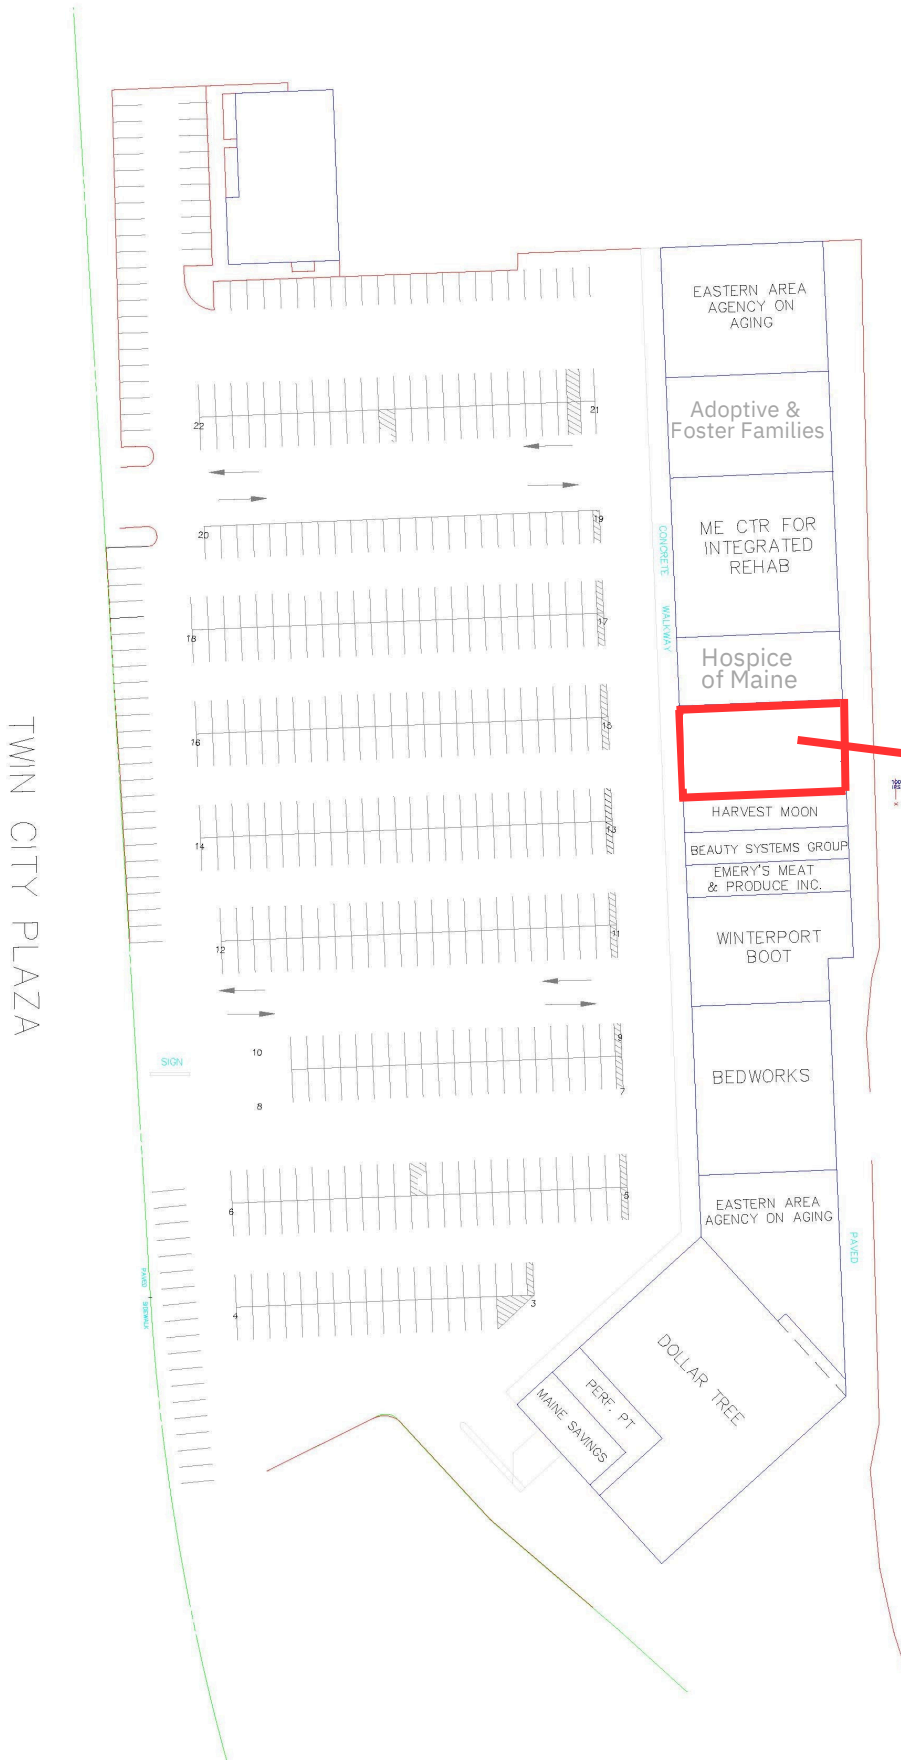 EASTERN AREA
AGENCY ON
AGING
Adoptive &
Foster Families
ME CTR FOR
INTEGRATED
REHAB
Hospice
of Maine
HARVEST MOON
BEAUTY SYSTEMS GROUP
EMERY'S MEAT
& PRODUCE INC.
WINTERPORT
BOOT
BEDWORKS
EASTERN AREA
AGENCY ON AGING
DOLLAR TREE
PERF. PT
MAINE SAVINGS
CONCRETE WALKWAY
PAVED
PAVED SIDEWALK
SIGN
TWIN CITY PLAZA
22
21
20
19
18
17
16
15
14
13
12
11
10
9
8
7
6
5
4
3